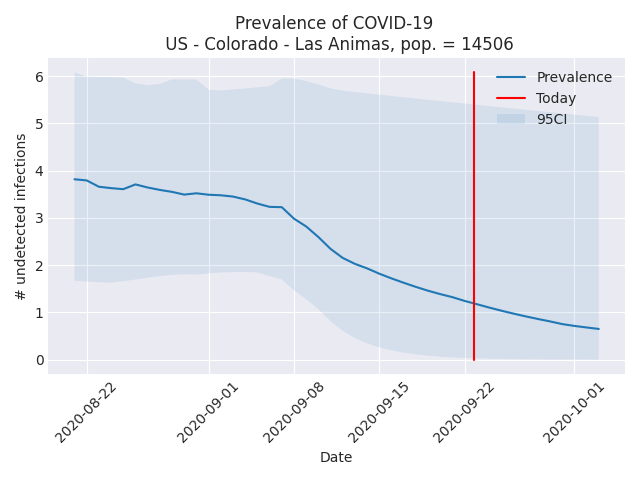 Prevalence of COVID-19
US - Colorado - Las Animas, pop. = 14506
# undetected infections
6
5
4
3
2
1
0
Prevalence
Today
95CI
2020-08-22
2020-09-01
2020-09-08
2020-09-15
2020-09-22
2020-10-01
Date